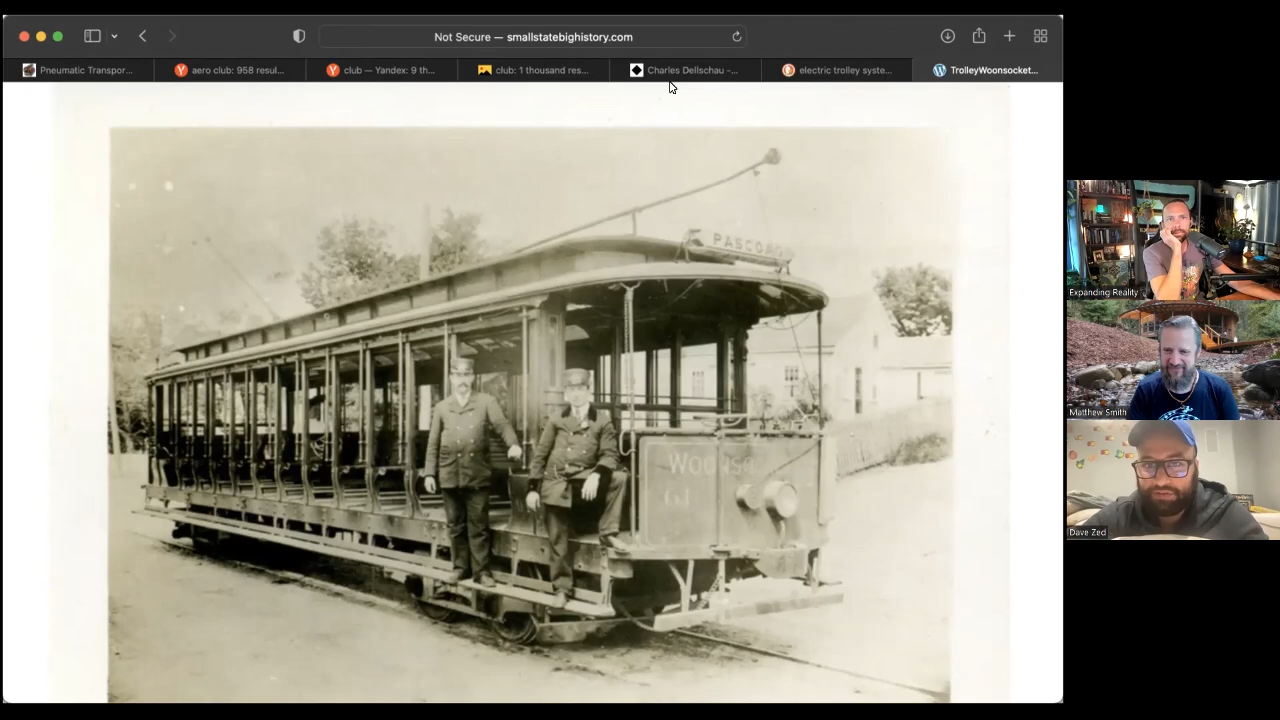 Not Secure — smallstatebighistory.com
Pneumatic Transpor...
aero club: 958 resul...
club — Yandex: 9 th...
club: 1 thousand res...
Charles Dellschau -...
electric trolley syste...
TrolleyWoonsocket...
PASCOAG
61
Expanding Reality
Matthew Smith
Dave Zed